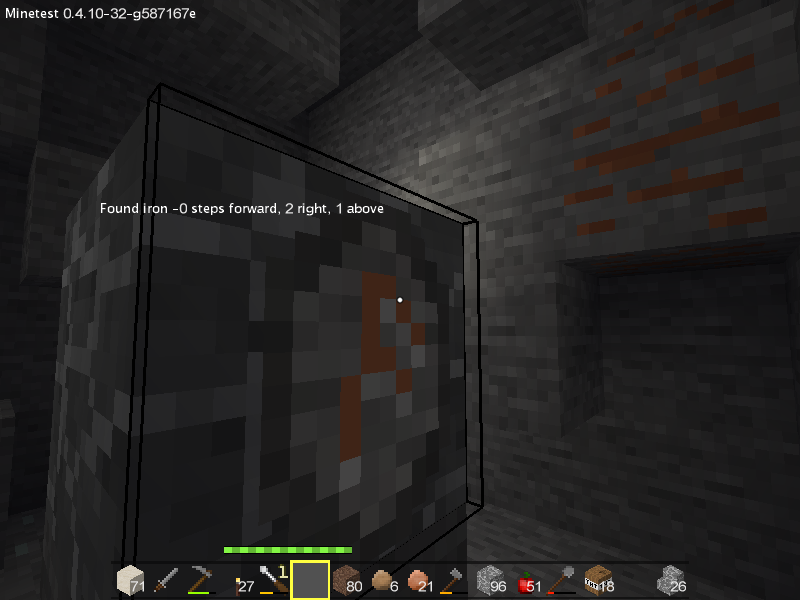 Minetest 0.4.10-32-g587167e
Found iron -0 steps forward, 2 right, 1 above
1
71 27 80 6 21 96 51 18 26